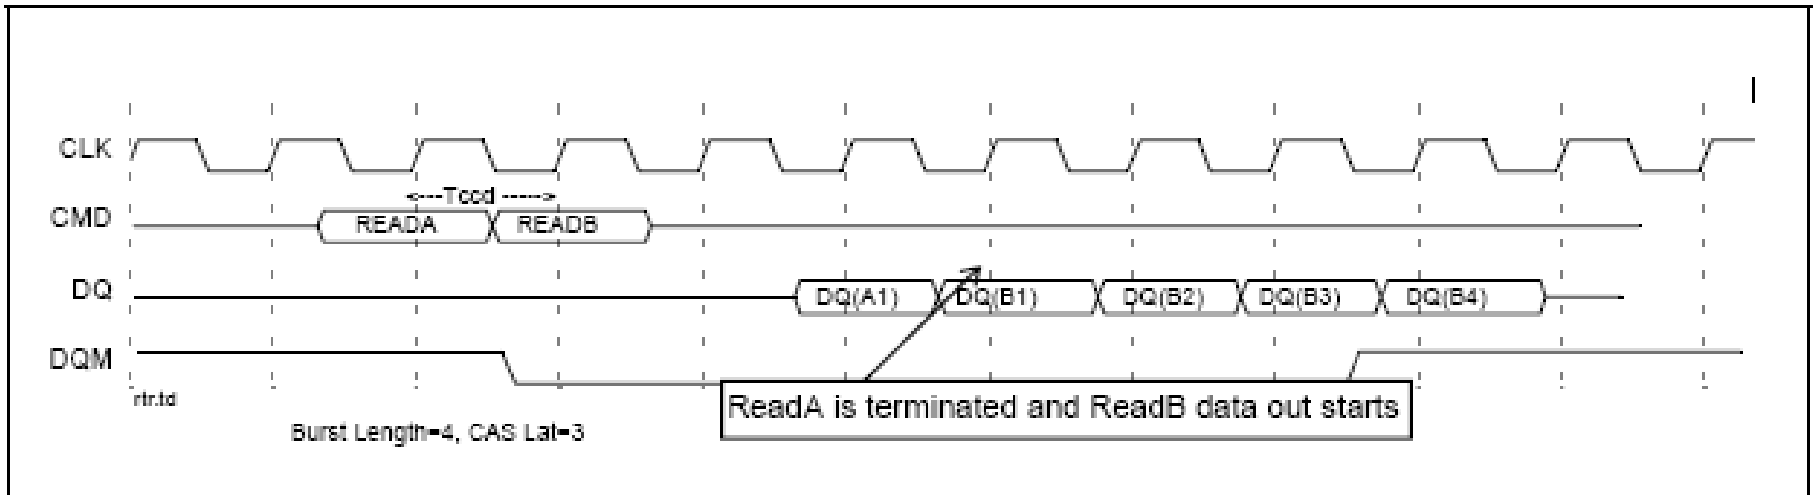 CLK
<---Tccd ----->
CMD READA READB
DQ DQ(A1) DQ(B1) DQ(B2) DQ(B3) DQ(B4)
DQM
rtr.td
ReadA is terminated and ReadB data out starts
Burst Length=4, CAS Lat=3